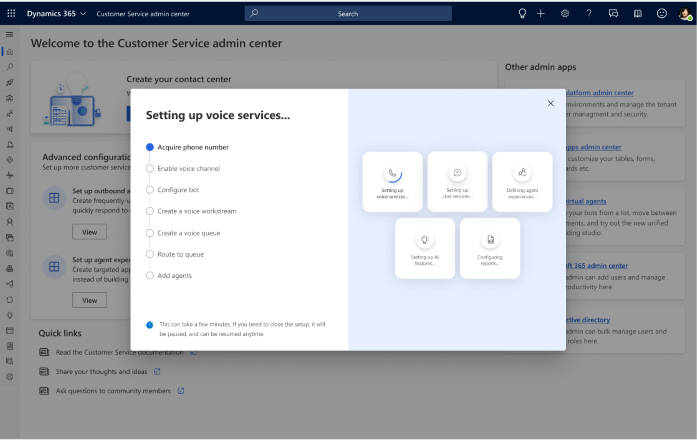 Dynamics 365
Customer Service admin center
Search
Welcome to the Customer Service admin center
Create your contact center
Other admin apps
platform admin center
environments and manage the tenant
er managment and security.
apps admin center
customize your tables, forms,
ards etc.
virtual agents
your bots from a list, move between
ments, and try out the new unified
ding studio.
ft 365 admin center
admin can add users and manage
roductivity here.
ctive directory
admin can bulk manage users and
roles here.
Advanced configuratio
Set up more customer service
Set up outbound a
Create frequently-u
quickly respond to
View
Set up agent exper
Create targeted app
instead of building
View
Quick links
Read the Customer Service documentation
Share your thoughts and ideas
Ask questions to community members
Setting up voice services...
Acquire phone number
Enable voice channel
Configure bot
Create a voice workstream
Create a voice queue
Route to queue
Add agents
This can take a few minutes. If you need to close the setup, it will
be paused, and can be resumed anytime.
Setting up
voice services...
Setting up
chat services...
Defining agent
experiences...
Setting up AI
features...
Configuring
reports...